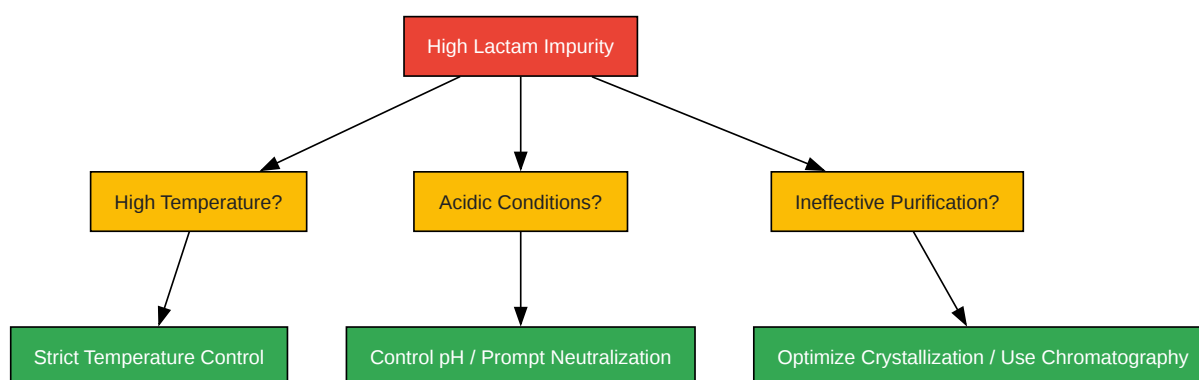 High Lactam Impurity
High Temperature?
Acidic Conditions?
Ineffective Purification?
Strict Temperature Control
Control pH / Prompt Neutralization
Optimize Crystallization / Use Chromatography